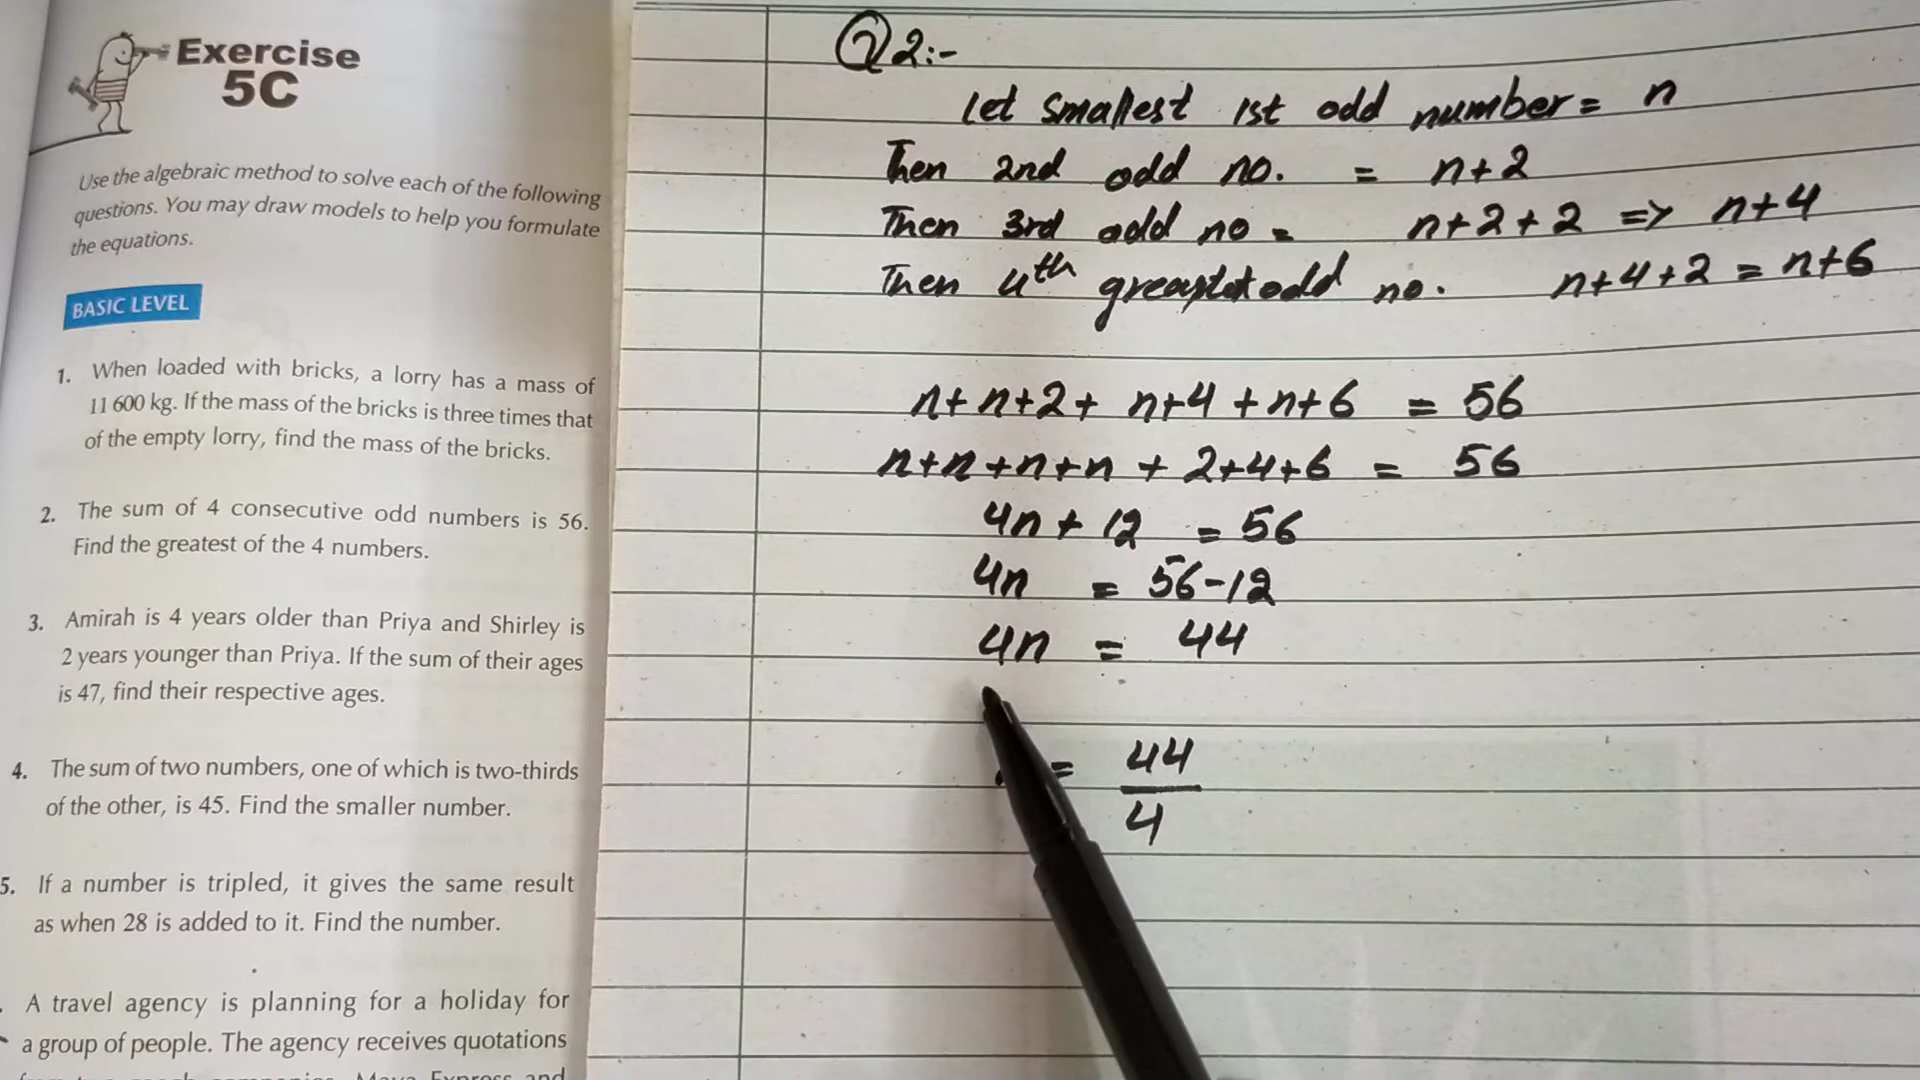 Exercise
5C
Use the algebraic method to solve each of the following
questions. You may draw models to help you formulate
the equations.
BASIC LEVEL
1. When loaded with bricks, a lorry has a mass of
11 600 kg. If the mass of the bricks is three times that
of the empty lorry, find the mass of the bricks.
2. The sum of 4 consecutive odd numbers is 56.
Find the greatest of the 4 numbers.
3. Amirah is 4 years older than Priya and Shirley is
2 years younger than Priya. If the sum of their ages
is 47, find their respective ages.
4. The sum of two numbers, one of which is two-thirds
of the other, is 45. Find the smaller number.
5. If a number is tripled, it gives the same result
as when 28 is added to it. Find the number.
A travel agency is planning for a holiday for
a group of people. The agency receives quotations
Express and
Q2:-
Let smallest 1st odd number = n
Then 2nd odd no. = n+2
Then 3rd odd no = n+2+2 => n+4
Then 4th odd no. n+4+2 = n+6
n+n+2+ n+4 +n+6 = 56
n+n+n+n + 2+4+6 = 56
4n + 12 = 56
4n = 56-12
4n = 44
= 44
4